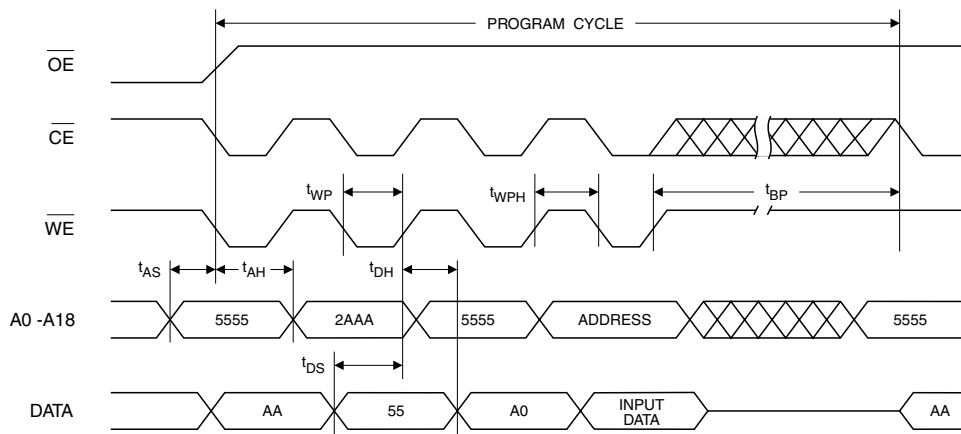 PROGRAM CYCLE
OE
CE
tWP
tWPH
tBP
WE
tAS
tAH
tDH
A0 -A18
5555
2AAA
5555
ADDRESS
5555
tDS
DATA
AA
55
A0
INPUT
DATA
AA